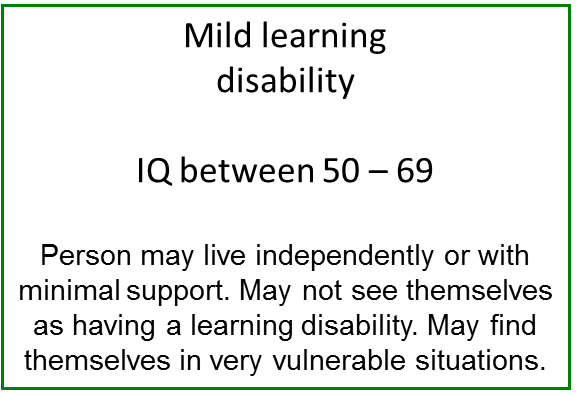 Mild learning
disability
IQ between 50 – 69
Person may live independently or with
minimal support. May not see themselves
as having a learning disability. May find
themselves in very vulnerable situations.